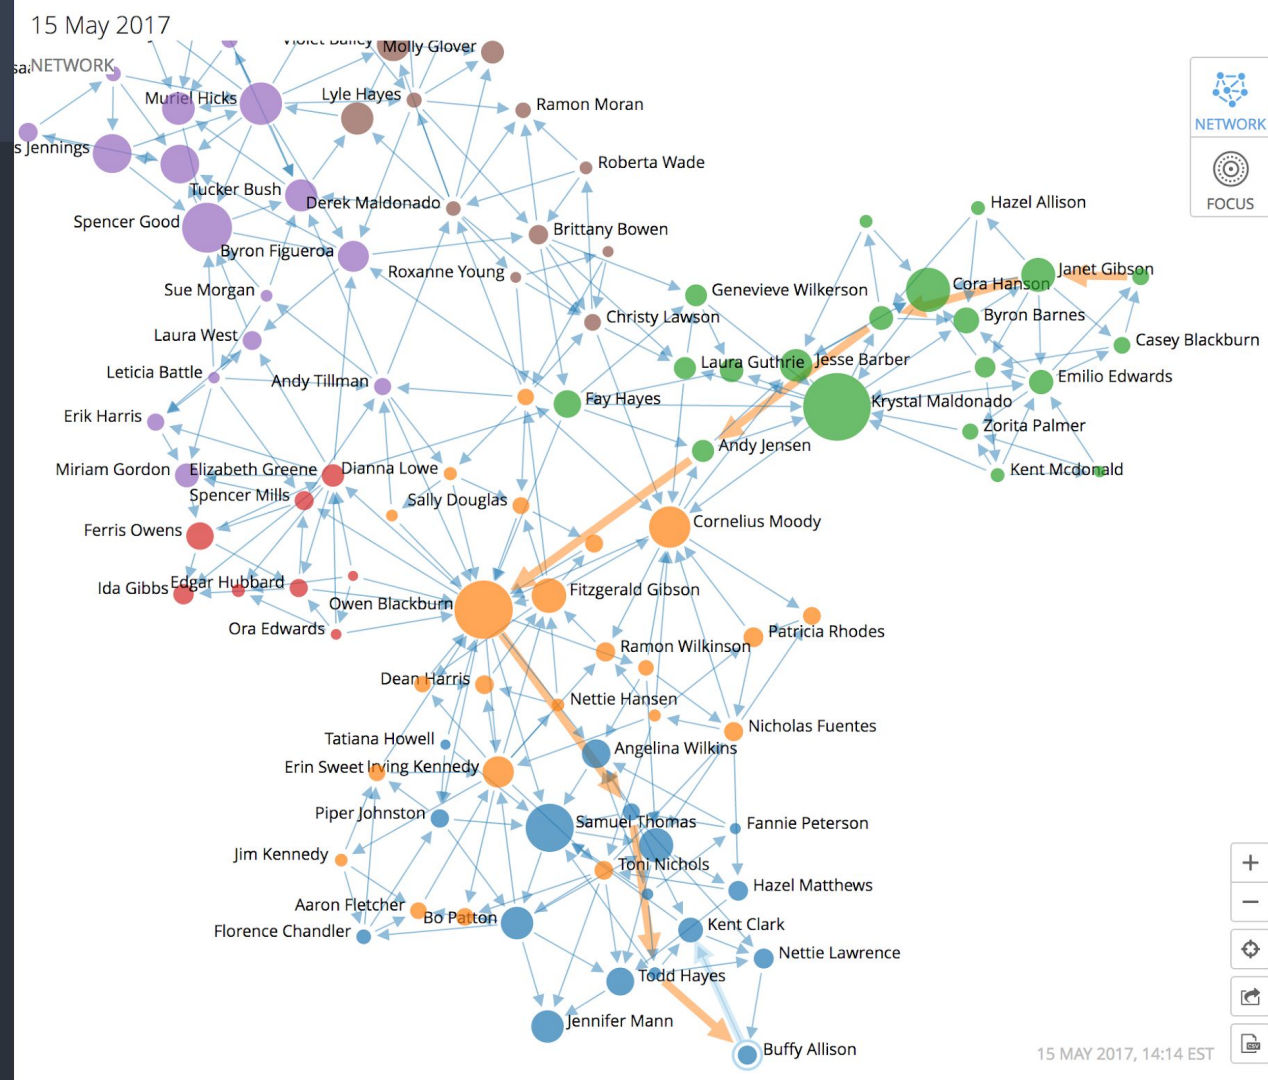 15 May 2017
Violet Bailey
Molly Glover
NETWORK
Muriel Hicks
Lyle Hayes
Ramon Moran
NETWORK
s Jennings
Roberta Wade
Tucker Bush
Derek Maldonado
FOCUS
Hazel Allison
Spencer Good
Brittany Bowen
Byron Figueroa
Roxanne Young
Janet Gibson
Cora Hanson
Sue Morgan
Genevieve Wilkerson
Christy Lawson
Byron Barnes
Laura West
Casey Blackburn
Laura Guthrie
Jesse Barber
Leticia Battle
Andy Tillman
Emilio Edwards
Fay Hayes
Krystal Maldonado
Erik Harris
Zorita Palmer
Andy Jensen
Miriam Gordon
Elizabeth Greene
Dianna Lowe
Kent Mcdonald
Spencer Mills
Sally Douglas
Cornelius Moody
Ferris Owens
Ida Gibbs
Edgar Hubbard
Fitzgerald Gibson
Owen Blackburn
Ora Edwards
Patricia Rhodes
Ramon Wilkinson
Dean Harris
Nettie Hansen
Nicholas Fuentes
Tatiana Howell
Angelina Wilkins
Erin Sweet
Irving Kennedy
Piper Johnston
Samuel Thomas
Fannie Peterson
Jim Kennedy
Toni Nichols
Hazel Matthews
Aaron Fletcher
Bo Patton
Florence Chandler
Kent Clark
Nettie Lawrence
Todd Hayes
Jennifer Mann
Buffy Allison
15 MAY 2017, 14:14 EST
CSV